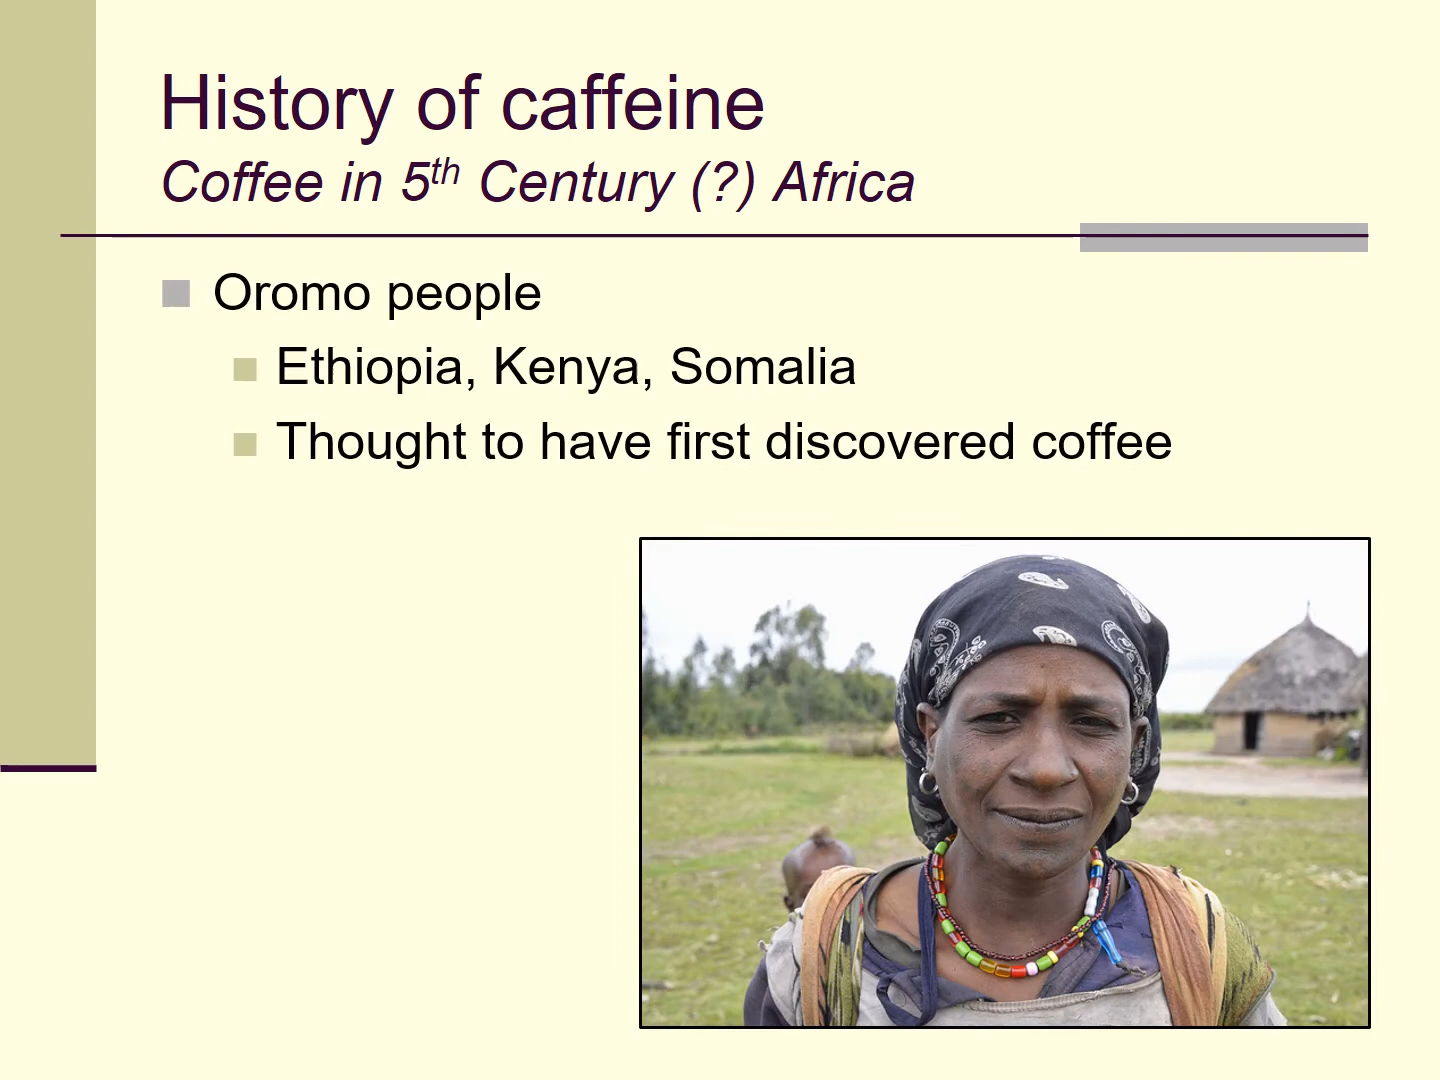 History of caffeine
Coffee in 5th Century (?) Africa
Oromo people
Ethiopia, Kenya, Somalia
Thought to have first discovered coffee